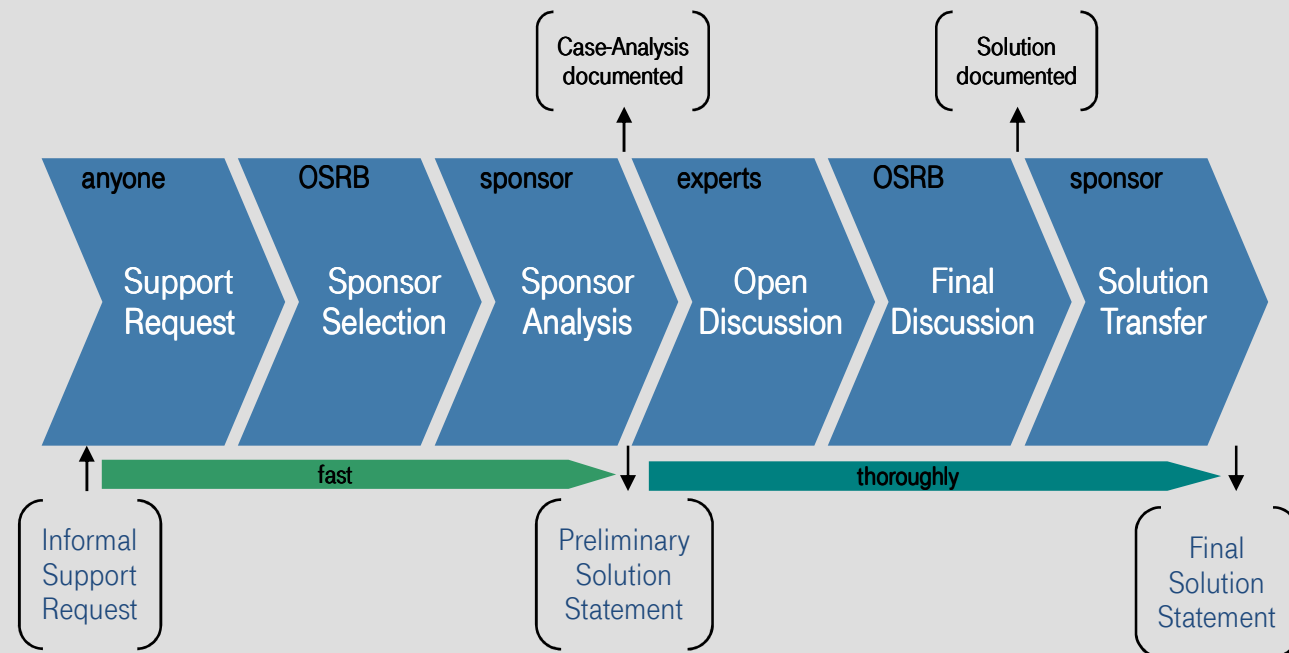 Case-Analysis
documented
Solution
documented
anyone
OSRB
sponsor
experts
OSRB
sponsor
Support
Request
Sponsor
Selection
Sponsor
Analysis
Open
Discussion
Final
Discussion
Solution
Transfer
fast
thoroughly
Informal
Support
Request
Preliminary
Solution
Statement
Final
Solution
Statement